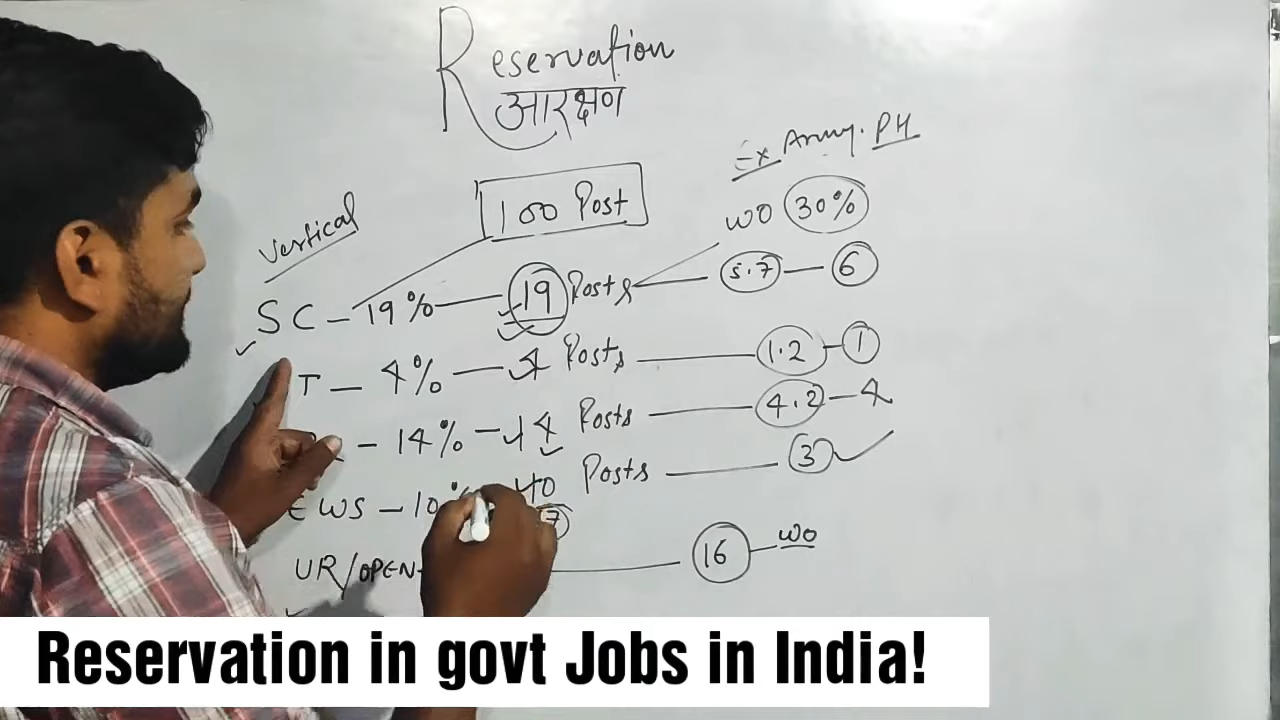 Reservation
आरक्षण
Ex Army. PH
100 Post
WO 30%
Vertical
SC - 19% - 19 Posts - 5.7 - 6
T - 4% - 4 Posts - 1.2 - 1
- 14% - 14 Posts - 4.2 - 4
EWS - 10% - 10 Posts - 3
7
UR/OPEN - 16 - WO
Reservation in govt Jobs in India!